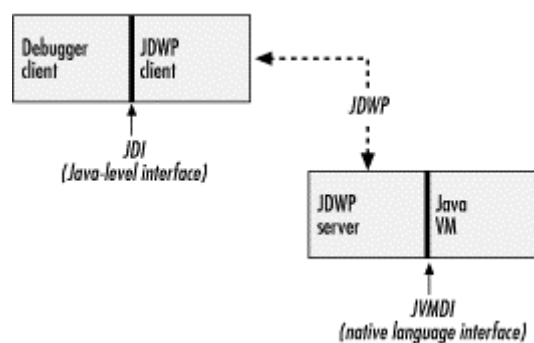 Debugger
client
JDWP
client
JDWP
JDI
(Java-level interface)
JDWP
server
Java
VM
JVMDI
(native language interface)